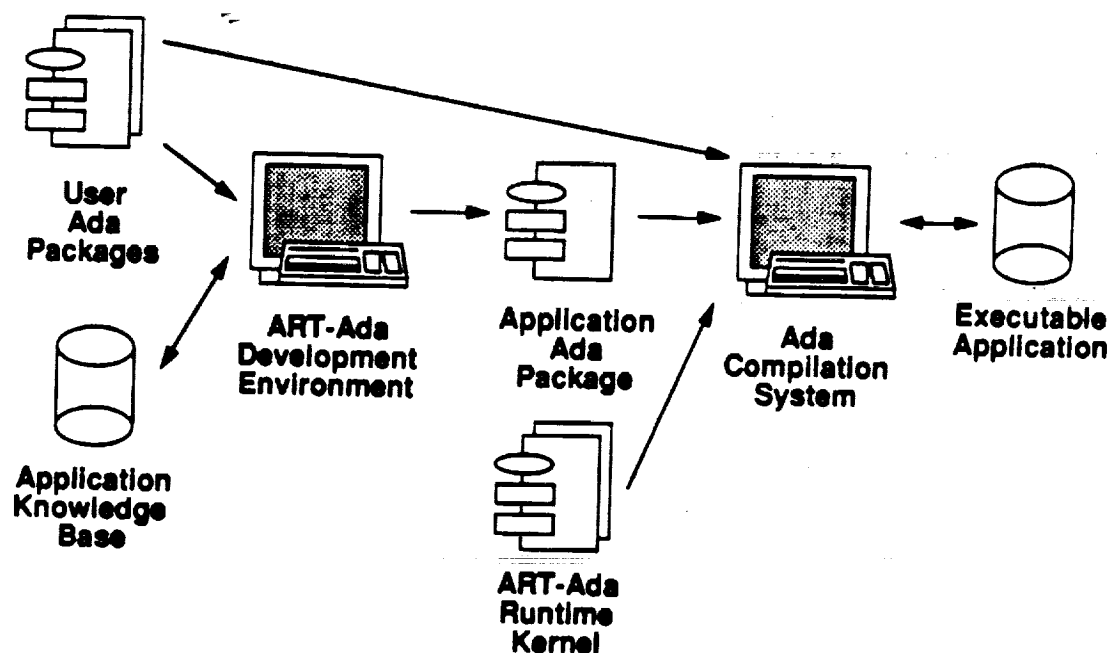 User
Ada
Packages
ART-Ada
Development
Environment
Application
Ada
Package
Ada
Compilation
System
Executable
Application
Application
Knowledge
Base
ART-Ada
Runtime
Kernel